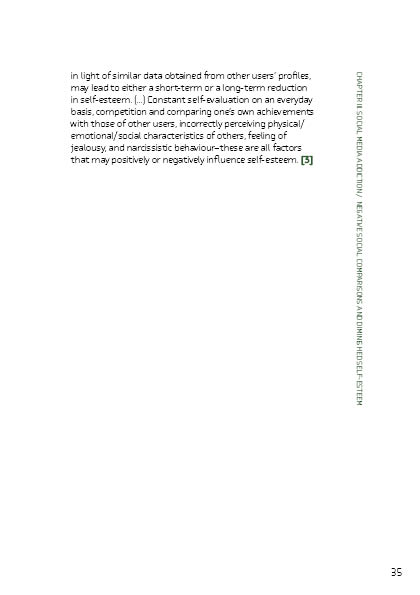 in light of similar data obtained from other users' profiles,
may lead to either a short-term or a long-term reduction
in self-esteem. (...) Constant self-evaluation on an everyday
basis, competition and comparing one's own achievements
with those of other users, incorrectly perceiving physical/
emotional/social characteristics of others, feeling of
jealousy, and narcissistic behaviour–these are all factors
that may positively or negatively influence self-esteem. [3]
CHAPTER III. SOCIAL MEDIA ADDICTION / NEGATIVE SOCIAL COMPARISONS AND DIMINISHED SELF-ESTEEM
35